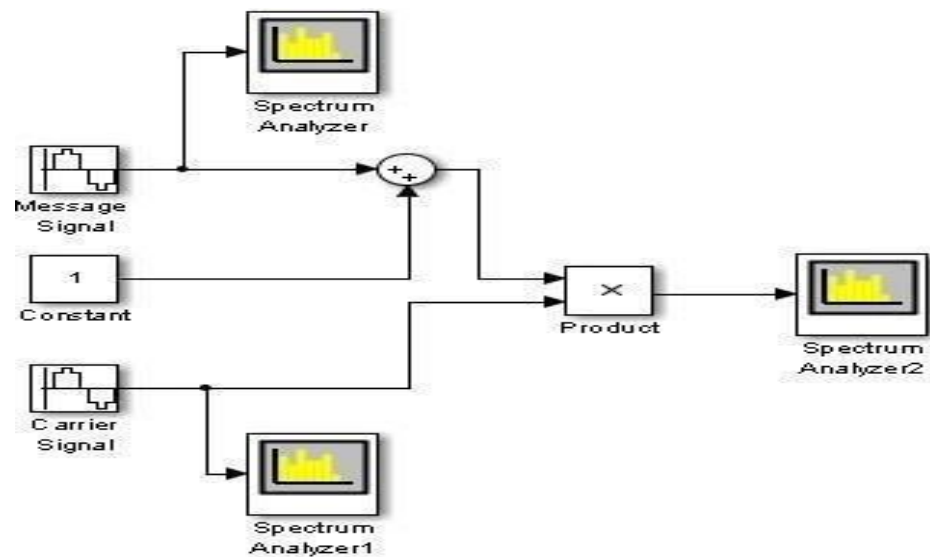 Spectrum
Analyzer
+
+
Message
Signal
1
Constant
×
Product
Spectrum
Analyzer2
Carrier
Signal
Spectrum
Analyzer1